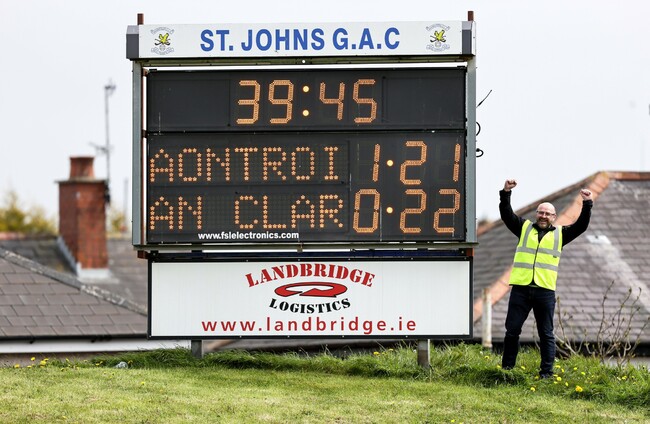 ST. JOHNS G.A.C
39:45
AONTROI 1:21
AN CLAR 0:22
www.fslelectronics.com
LANDBRIDGE
LOGISTICS
www.landbridge.ie